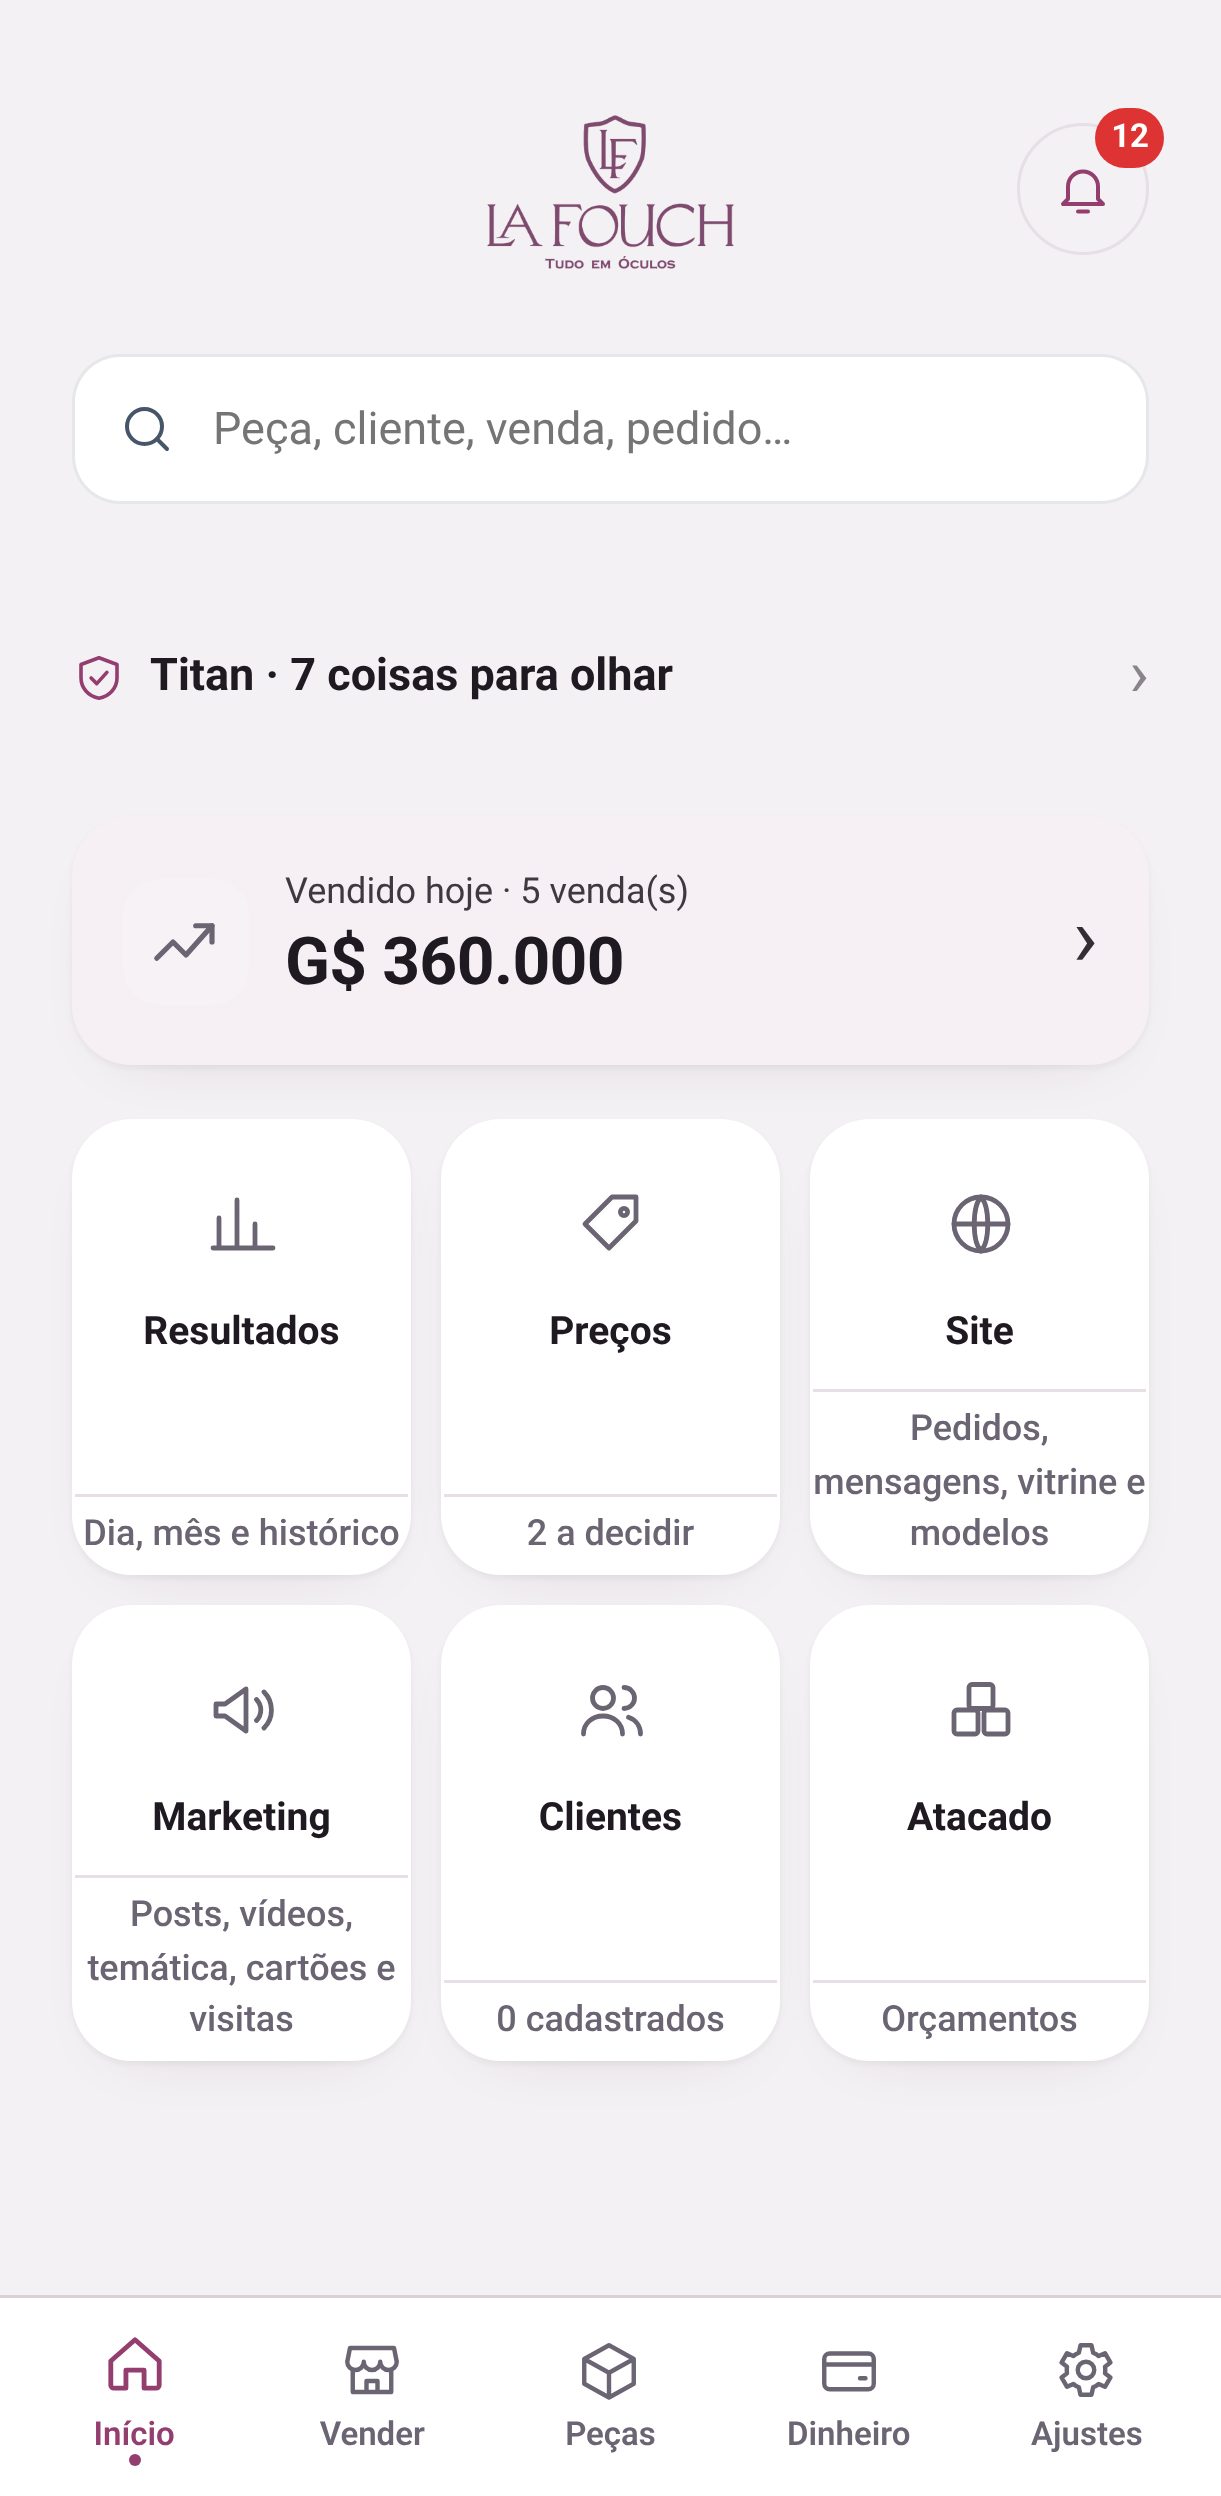 LF
LA FOUCH
Tudo em Óculos
12
Peça, cliente, venda, pedido...
Titan · 7 coisas para olhar
Vendido hoje · 5 venda(s)
G$ 360.000
Resultados
Dia, mês e histórico
Preços
2 a decidir
Site
Pedidos,
mensagens, vitrine e
modelos
Marketing
Posts, vídeos,
temática, cartões e
visitas
Clientes
0 cadastrados
Atacado
Orçamentos
Início
Vender
Peças
Dinheiro
Ajustes